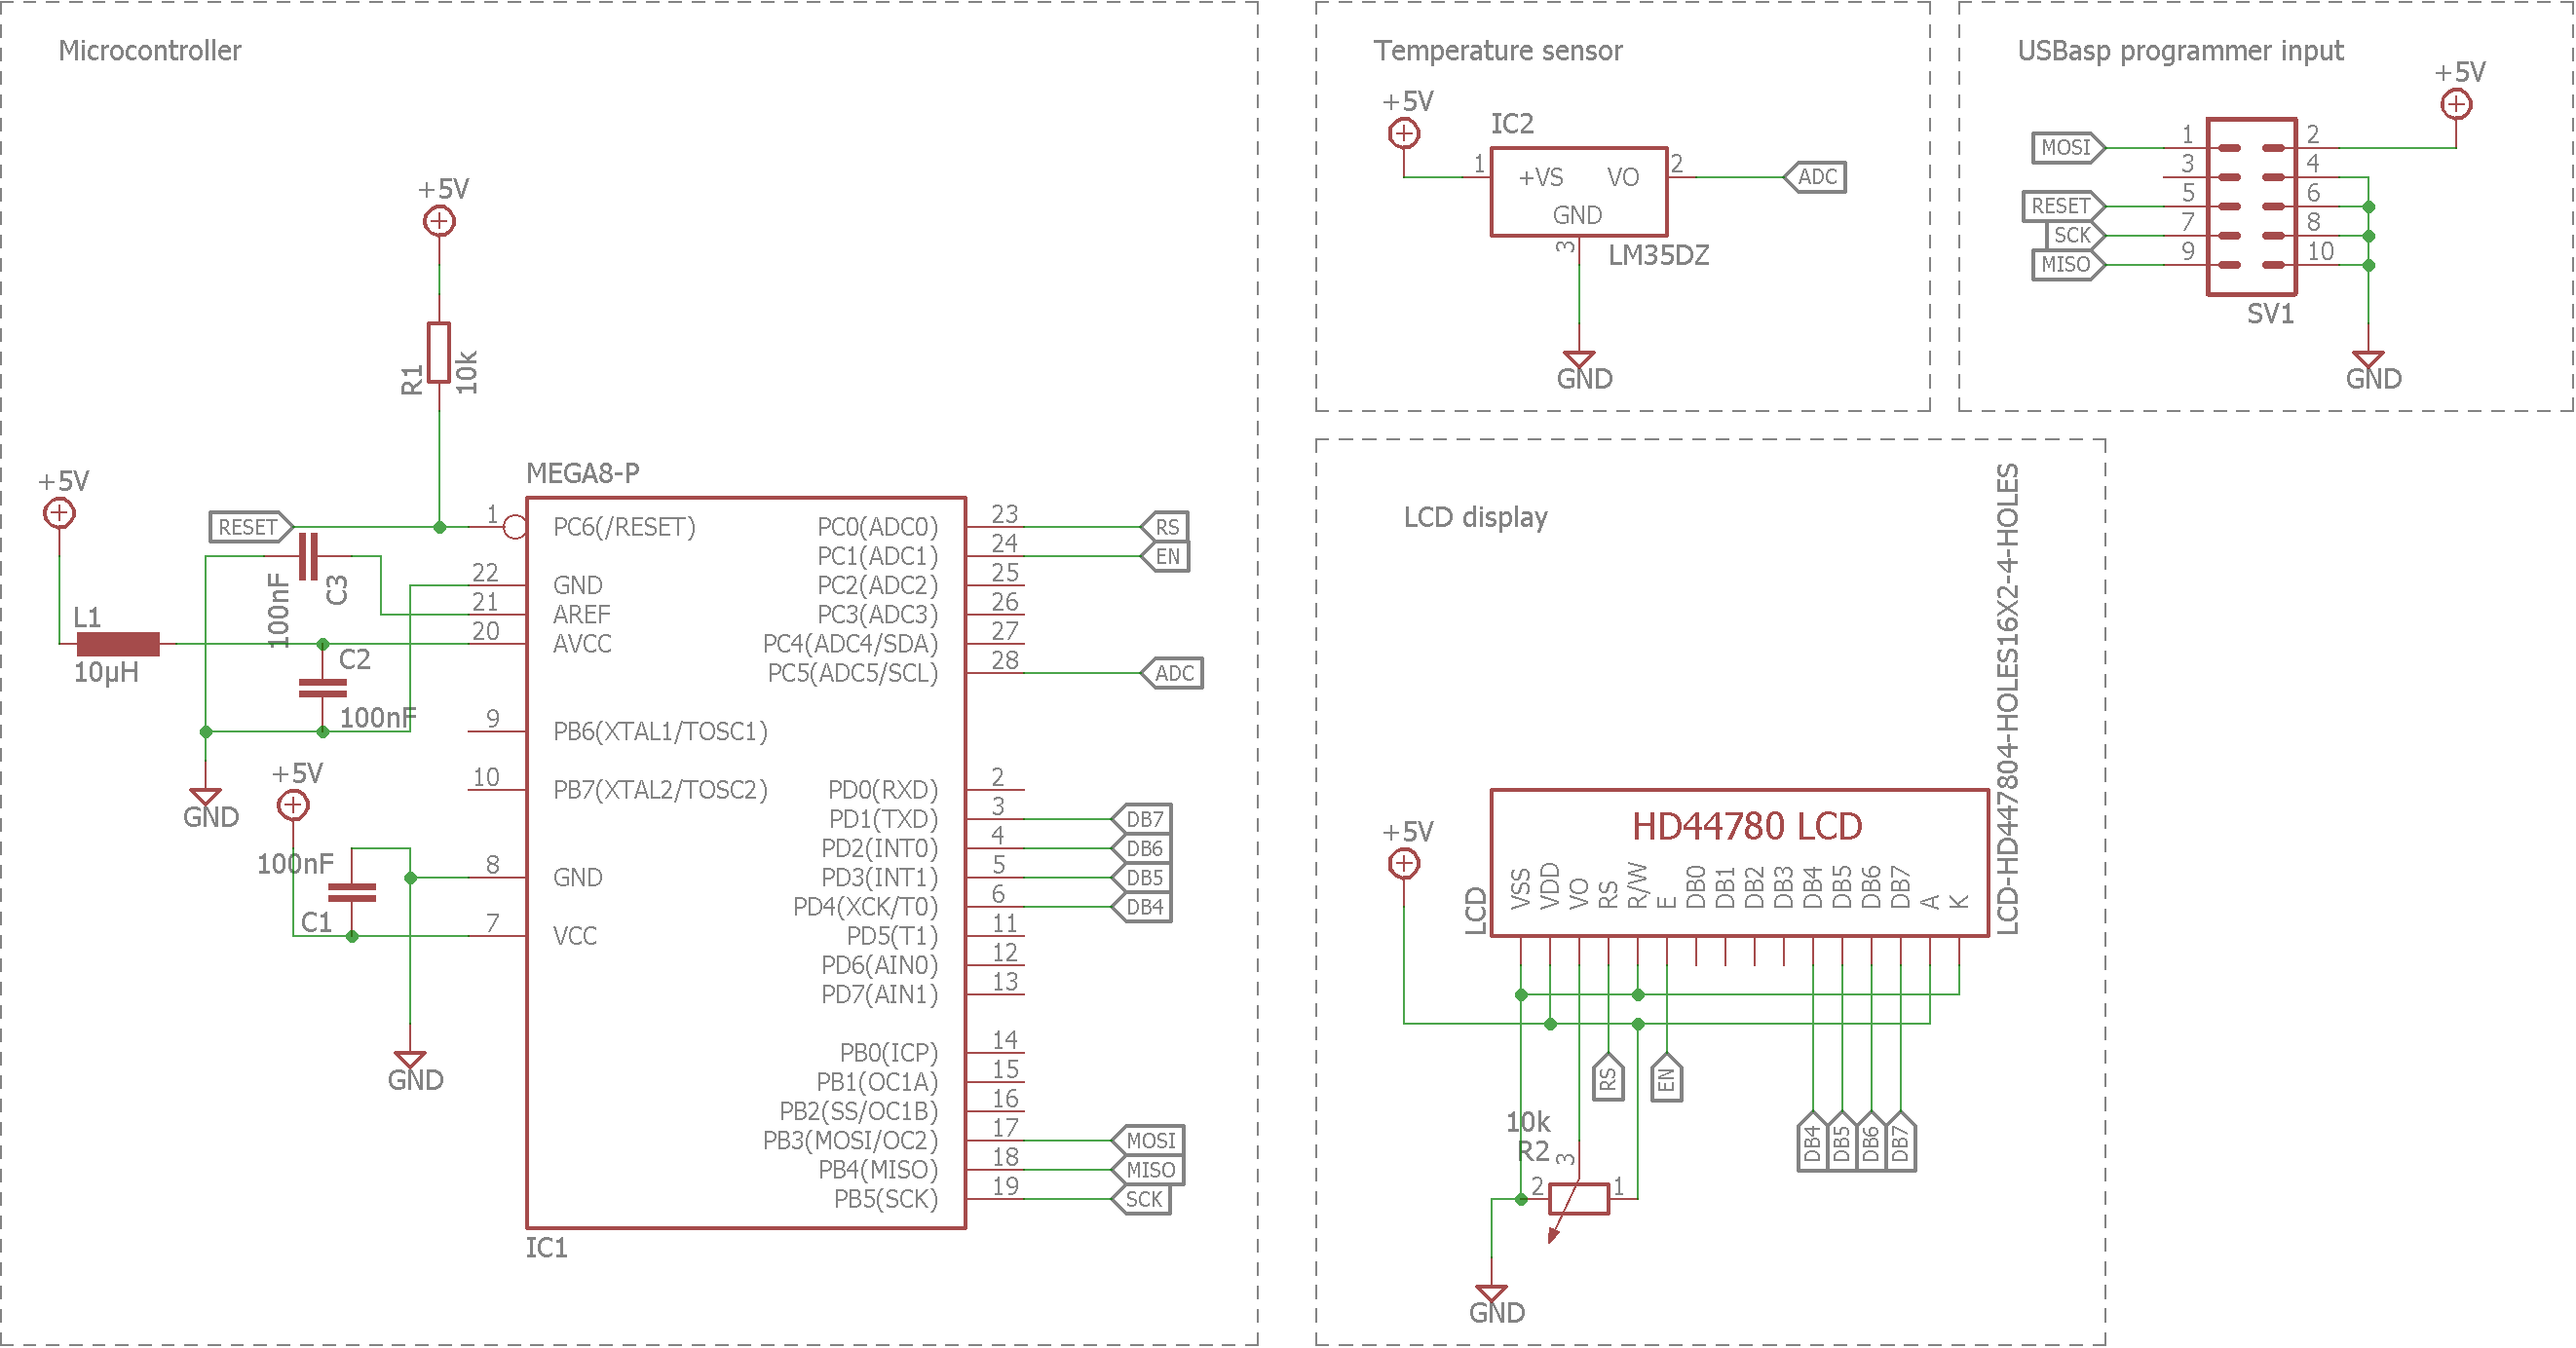 Microcontroller
+5V
R1
10k
+5V
L1
10µH
RESET
100nF
C3
C2
100nF
GND
+5V
100nF
C1
GND
MEGA8-P
1 PC6(/RESET)
22 GND
21 AREF
20 AVCC
9 PB6(XTAL1/TOSC1)
10 PB7(XTAL2/TOSC2)
8 GND
7 VCC
PC0(ADC0) 23 RS
PC1(ADC1) 24 EN
PC2(ADC2) 25
PC3(ADC3) 26
PC4(ADC4/SDA) 27
PC5(ADC5/SCL) 28 ADC
PD0(RXD) 2
PD1(TXD) 3 DB7
PD2(INT0) 4 DB6
PD3(INT1) 5 DB5
PD4(XCK/T0) 6 DB4
PD5(T1) 11
PD6(AIN0) 12
PD7(AIN1) 13
PB0(ICP) 14
PB1(OC1A) 15
PB2(SS/OC1B) 16
PB3(MOSI/OC2) 17 MOSI
PB4(MISO) 18 MISO
PB5(SCK) 19 SCK
IC1
Temperature sensor
+5V
IC2
1 +VS VO 2 ADC
GND
3
LM35DZ
GND
USBasp programmer input
+5V
MOSI 1 2
3 4
RESET 5 6
SCK 7 8
MISO 9 10
SV1
GND
LCD display
LCD-HD447804-HOLES16X2-4-HOLES
+5V
HD44780 LCD
LCD
VSS
VDD
VO
RS
R/W
E
DB0
DB1
DB2
DB3
DB4
DB5
DB6
DB7
A
K
RS
EN
DB4
DB5
DB6
DB7
10k
R2
3
2 1
GND